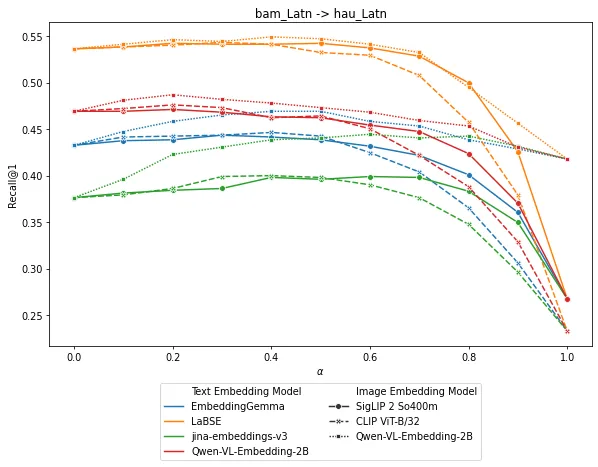 bam_Latn -> hau_Latn
Recall@1
0.55
0.50
0.45
0.40
0.35
0.30
0.25
0.0
0.2
0.4
0.6
0.8
1.0
α
Text Embedding Model
EmbeddingGemma
LaBSE
jina-embeddings-v3
Qwen-VL-Embedding-2B
Image Embedding Model
SigLIP 2 So400m
CLIP ViT-B/32
Qwen-VL-Embedding-2B